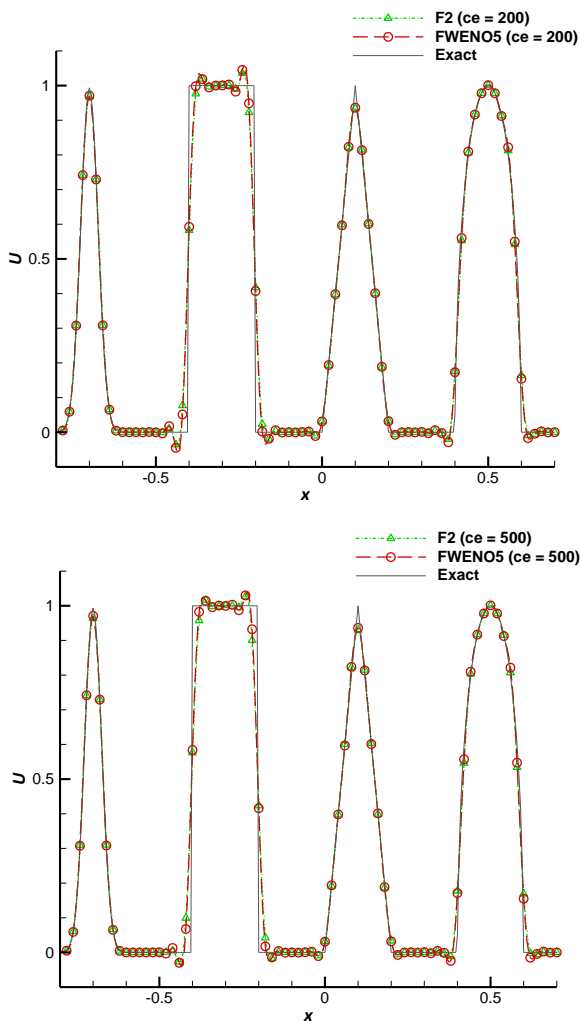 F2 (ce = 200)
FWENO5 (ce = 200)
Exact
1
0.5
0
U
-0.5
0
0.5
x
F2 (ce = 500)
FWENO5 (ce = 500)
Exact
1
0.5
0
U
-0.5
0
0.5
x